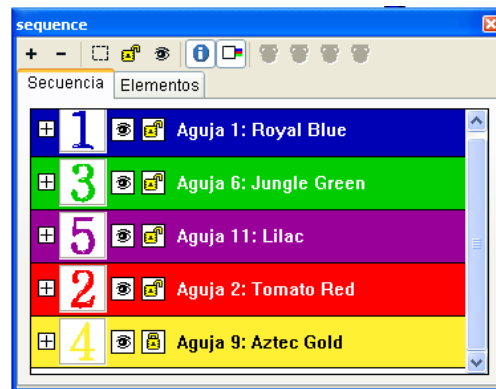 sequence
Secuencia Elementos
1 Aguja 1: Royal Blue
3 Aguja 6: Jungle Green
5 Aguja 11: Lilac
2 Aguja 2: Tomato Red
4 Aguja 9: Aztec Gold